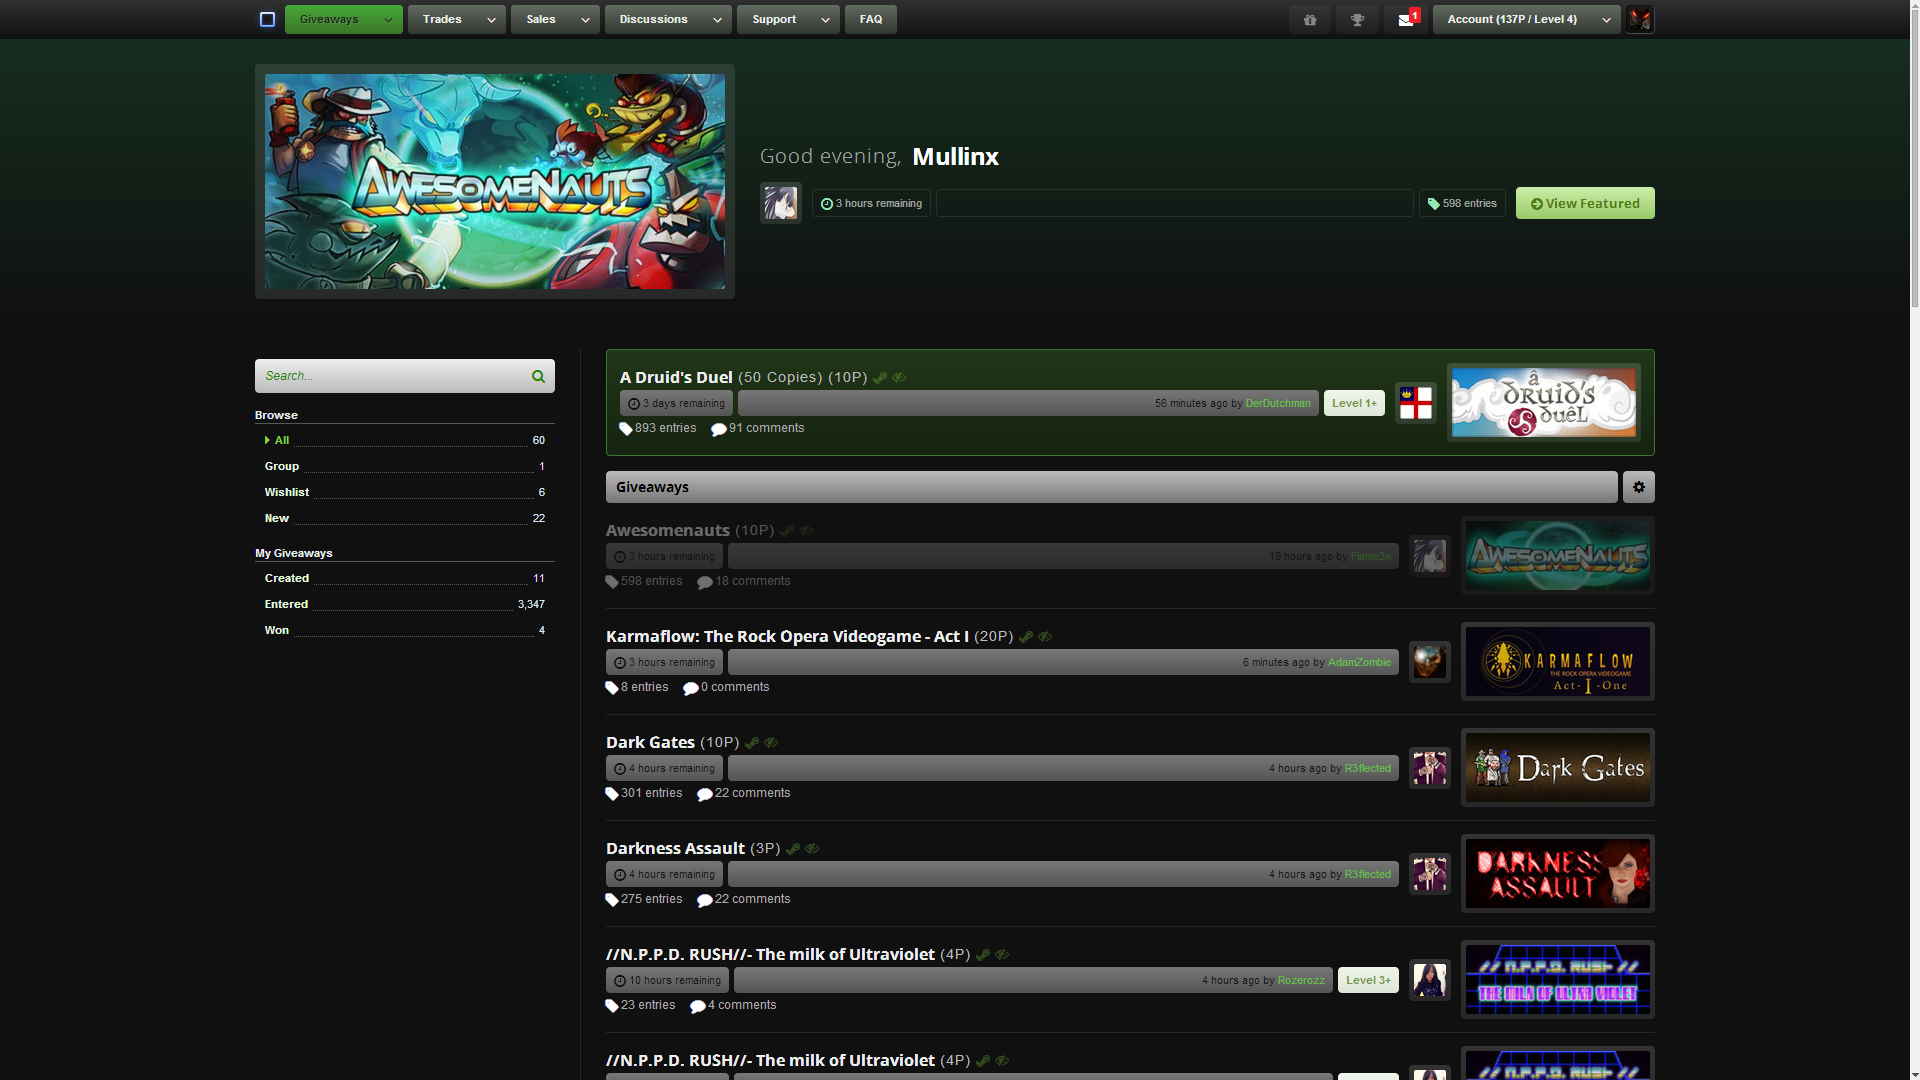 Giveaways Trades Sales Discussions Support FAQ 1 Account (137P / Level 4)
AWESOMENAUTS
Good evening, Mullinx
3 hours remaining 598 entries View Featured
Search...
Browse
All 60
Group 1
Wishlist 6
New 22
My Giveaways
Created 11
Entered 3,347
Won 4
A Druid's Duel (50 Copies) (10P)
3 days remaining 56 minutes ago by DerDutchman Level 1+
893 entries 91 comments
a
DRUID'S
DUEL
Giveaways
Awesomenauts (10P)
3 hours remaining 19 hours ago by
598 entries 18 comments
AWESOMENAUTS
Karmaflow: The Rock Opera Videogame - Act I (20P)
3 hours remaining 6 minutes ago by AdamZombie
8 entries 0 comments
KARMAFLOW
THE ROCK OPERA VIDEOGAME
Act - I - One
Dark Gates (10P)
4 hours remaining 4 hours ago by R3flected
301 entries 22 comments
Dark Gates
Darkness Assault (3P)
4 hours remaining 4 hours ago by R3flected
275 entries 22 comments
DARKNESS
ASSAULT
//N.P.P.D. RUSH//- The milk of Ultraviolet (4P)
10 hours remaining 4 hours ago by Rozerozz Level 3+
23 entries 4 comments
// N.P.P.D. RUSH //
THE MILK OF ULTRA VIOLET
//N.P.P.D. RUSH//- The milk of Ultraviolet (4P)
// N.P.P.D. RUSH //